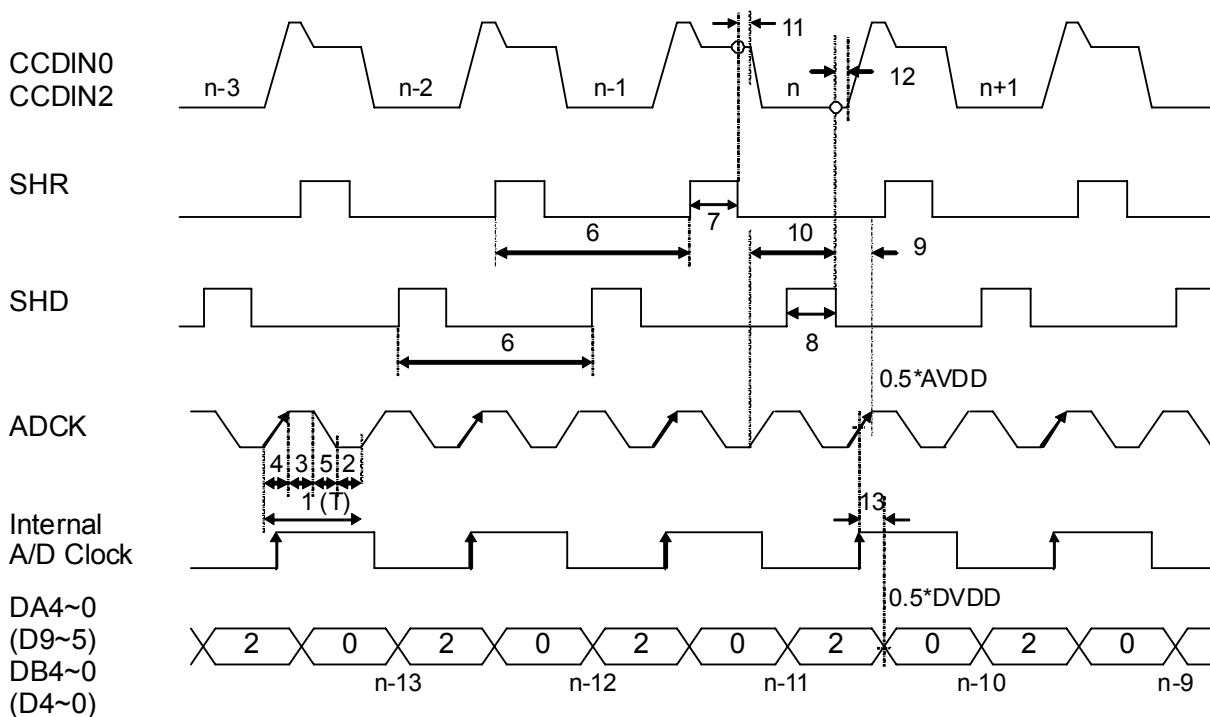 CCDIN0
CCDIN2
n-3
n-2
n-1
n
n+1
11
12
SHR
6
7
10
9
SHD
6
8
0.5*AVDD
ADCK
4
3
5
2
1 (T)
Internal
A/D Clock
13
0.5*DVDD
DA4~0
(D9~5)
DB4~0
(D4~0)
2 0 2 0 2 0 2 0 2 0
n-13 n-12 n-11 n-10 n-9